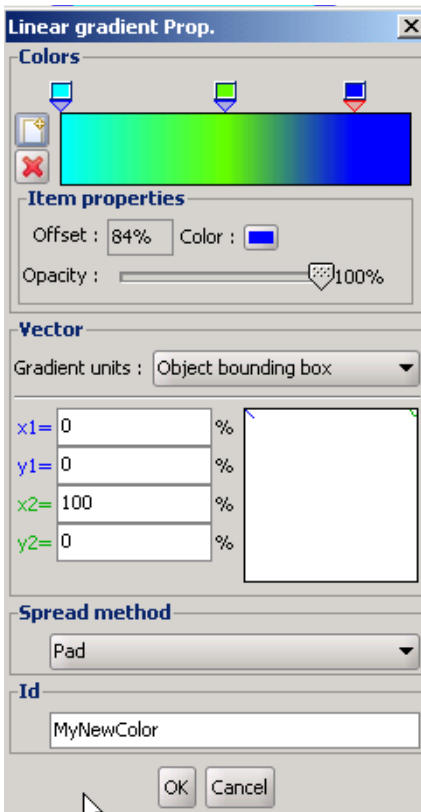 Linear gradient Prop.
Colors
Item properties
Offset : 84% Color :
Opacity : 100%
Vector
Gradient units : Object bounding box
x1= 0 %
y1= 0 %
x2= 100 %
y2= 0 %
Spread method
Pad
Id
MyNewColor
OK Cancel